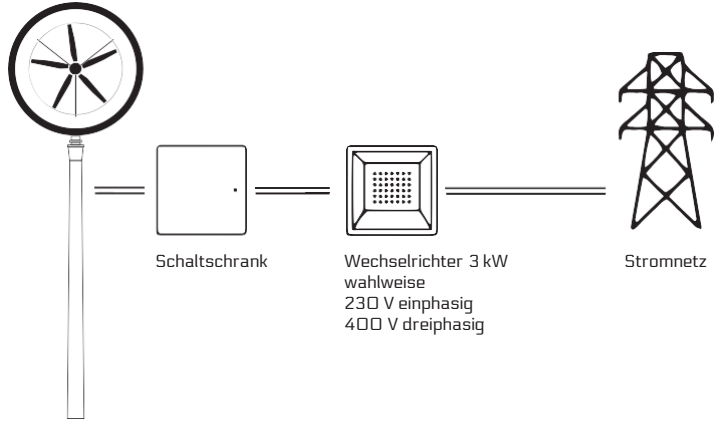 Schaltschrank
Wechselrichter 3 kW
wahlweise
230 V einphasig
400 V dreiphasig
Stromnetz